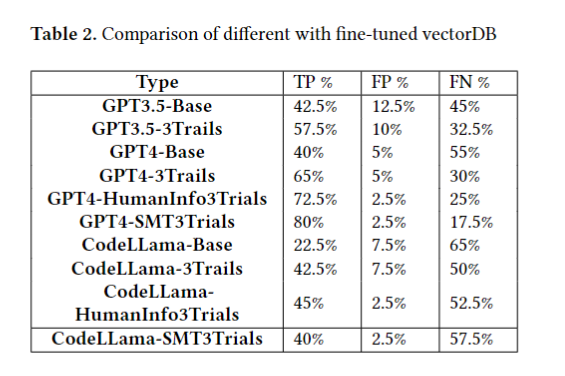 Table 2. Comparison of different with fine-tuned vectorDB
Type TP % FP % FN %
GPT3.5-Base 42.5% 12.5% 45%
GPT3.5-3Trails 57.5% 10% 32.5%
GPT4-Base 40% 5% 55%
GPT4-3Trails 65% 5% 30%
GPT4-HumanInfo3Trials 72.5% 2.5% 25%
GPT4-SMT3Trials 80% 2.5% 17.5%
CodeLLama-Base 22.5% 7.5% 65%
CodeLLama-3Trails 42.5% 7.5% 50%
CodeLLama-
HumanInfo3Trials 45% 2.5% 52.5%
CodeLLama-SMT3Trials 40% 2.5% 57.5%